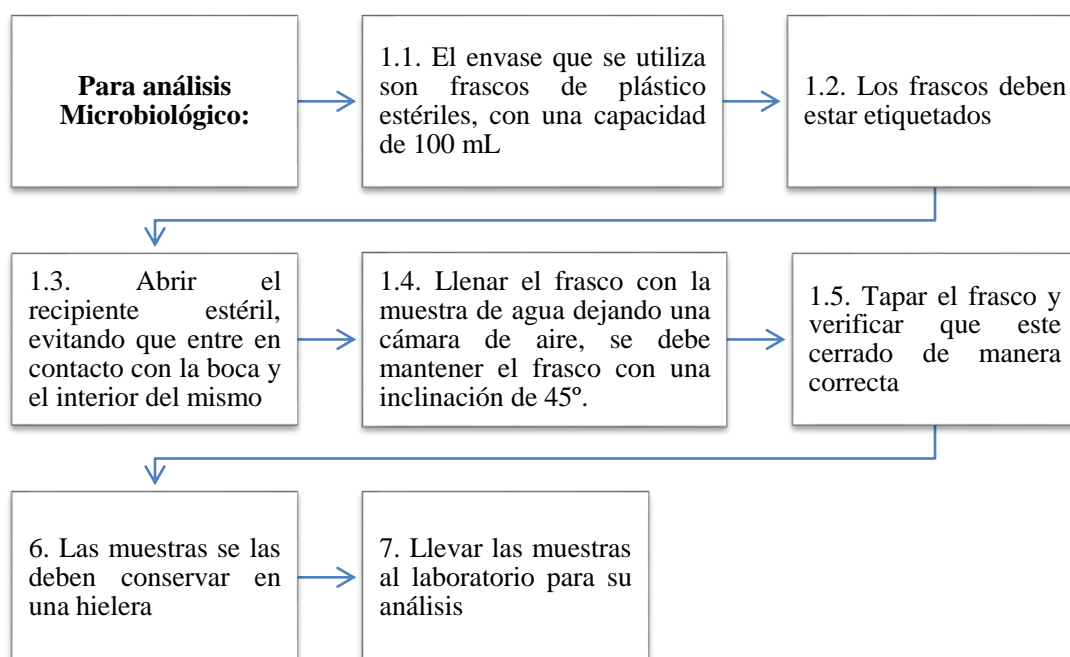 Para análisis
Microbiológico:
1.1. El envase que se utiliza
son frascos de plástico
estériles, con una capacidad
de 100 mL
1.2. Los frascos deben
estar etiquetados
1.3. Abrir el
recipiente estéril,
evitando que entre en
contacto con la boca y
el interior del mismo
1.4. Llenar el frasco con la
muestra de agua dejando una
cámara de aire, se debe
mantener el frasco con una
inclinación de 45º.
1.5. Tapar el frasco y
verificar que este
cerrado de manera
correcta
6. Las muestras se las
deben conservar en
una hielera
7. Llevar las muestras
al laboratorio para su
análisis